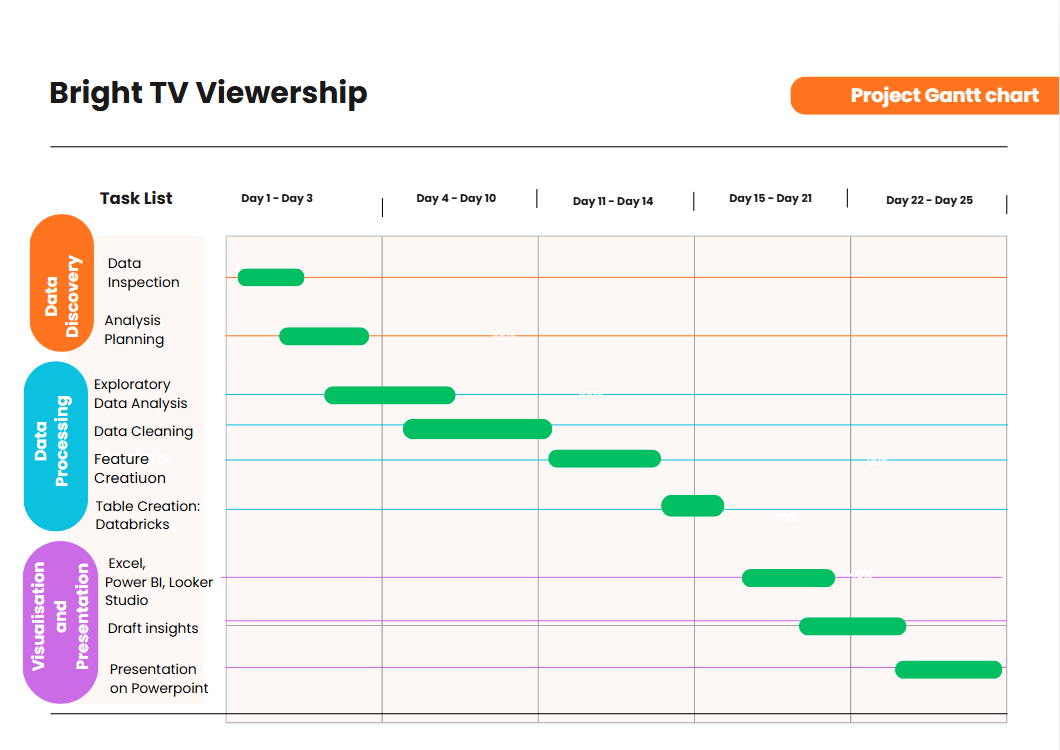 Bright TV Viewership
Project Gantt chart
Task List
Day 1 - Day 3
Day 4 - Day 10
Day 11 - Day 14
Day 15 - Day 21
Day 22 - Day 25
Data
Discovery
Data
Inspection
Analysis
Planning
Data
Processing
Exploratory
Data Analysis
Data Cleaning
Feature
Creatiuon
Table Creation:
Databricks
Visualisation
and
Presentation
Excel,
Power BI, Looker
Studio
Draft insights
Presentation
on Powerpoint